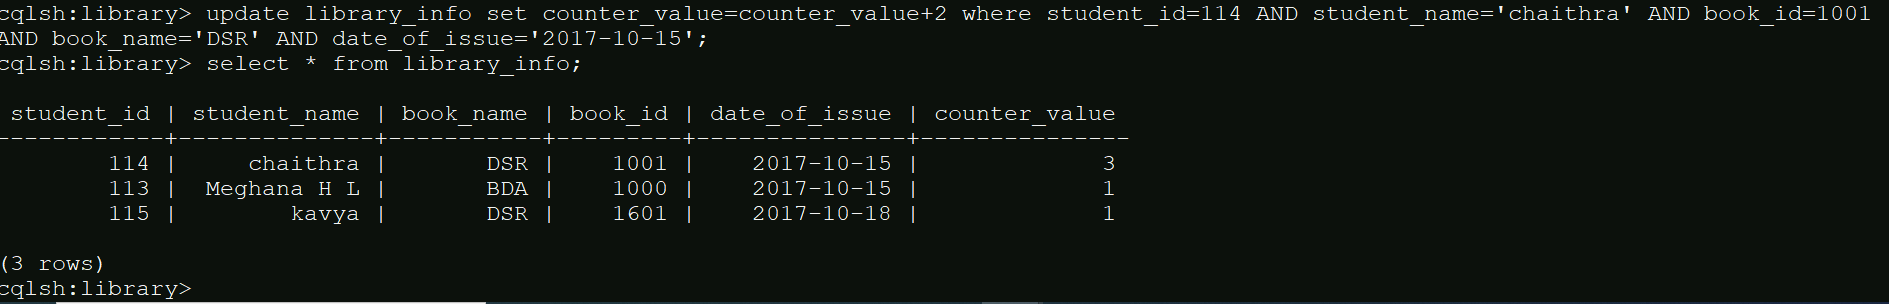 cqlsh:library> update library_info set counter_value=counter_value+2 where student_id=114 AND student_name='chaithra' AND book_id=1001
AND book_name='DSR' AND date_of_issue='2017-10-15';
cqlsh:library> select * from library_info;
student_id | student_name | book_name | book_id | date_of_issue | counter_value
------------+--------------+-----------+---------+---------------+---------------
114 | chaithra | DSR | 1001 | 2017-10-15 | 3
113 | Meghana H L | BDA | 1000 | 2017-10-15 | 1
115 | kavya | DSR | 1601 | 2017-10-18 | 1
(3 rows)
cqlsh:library>